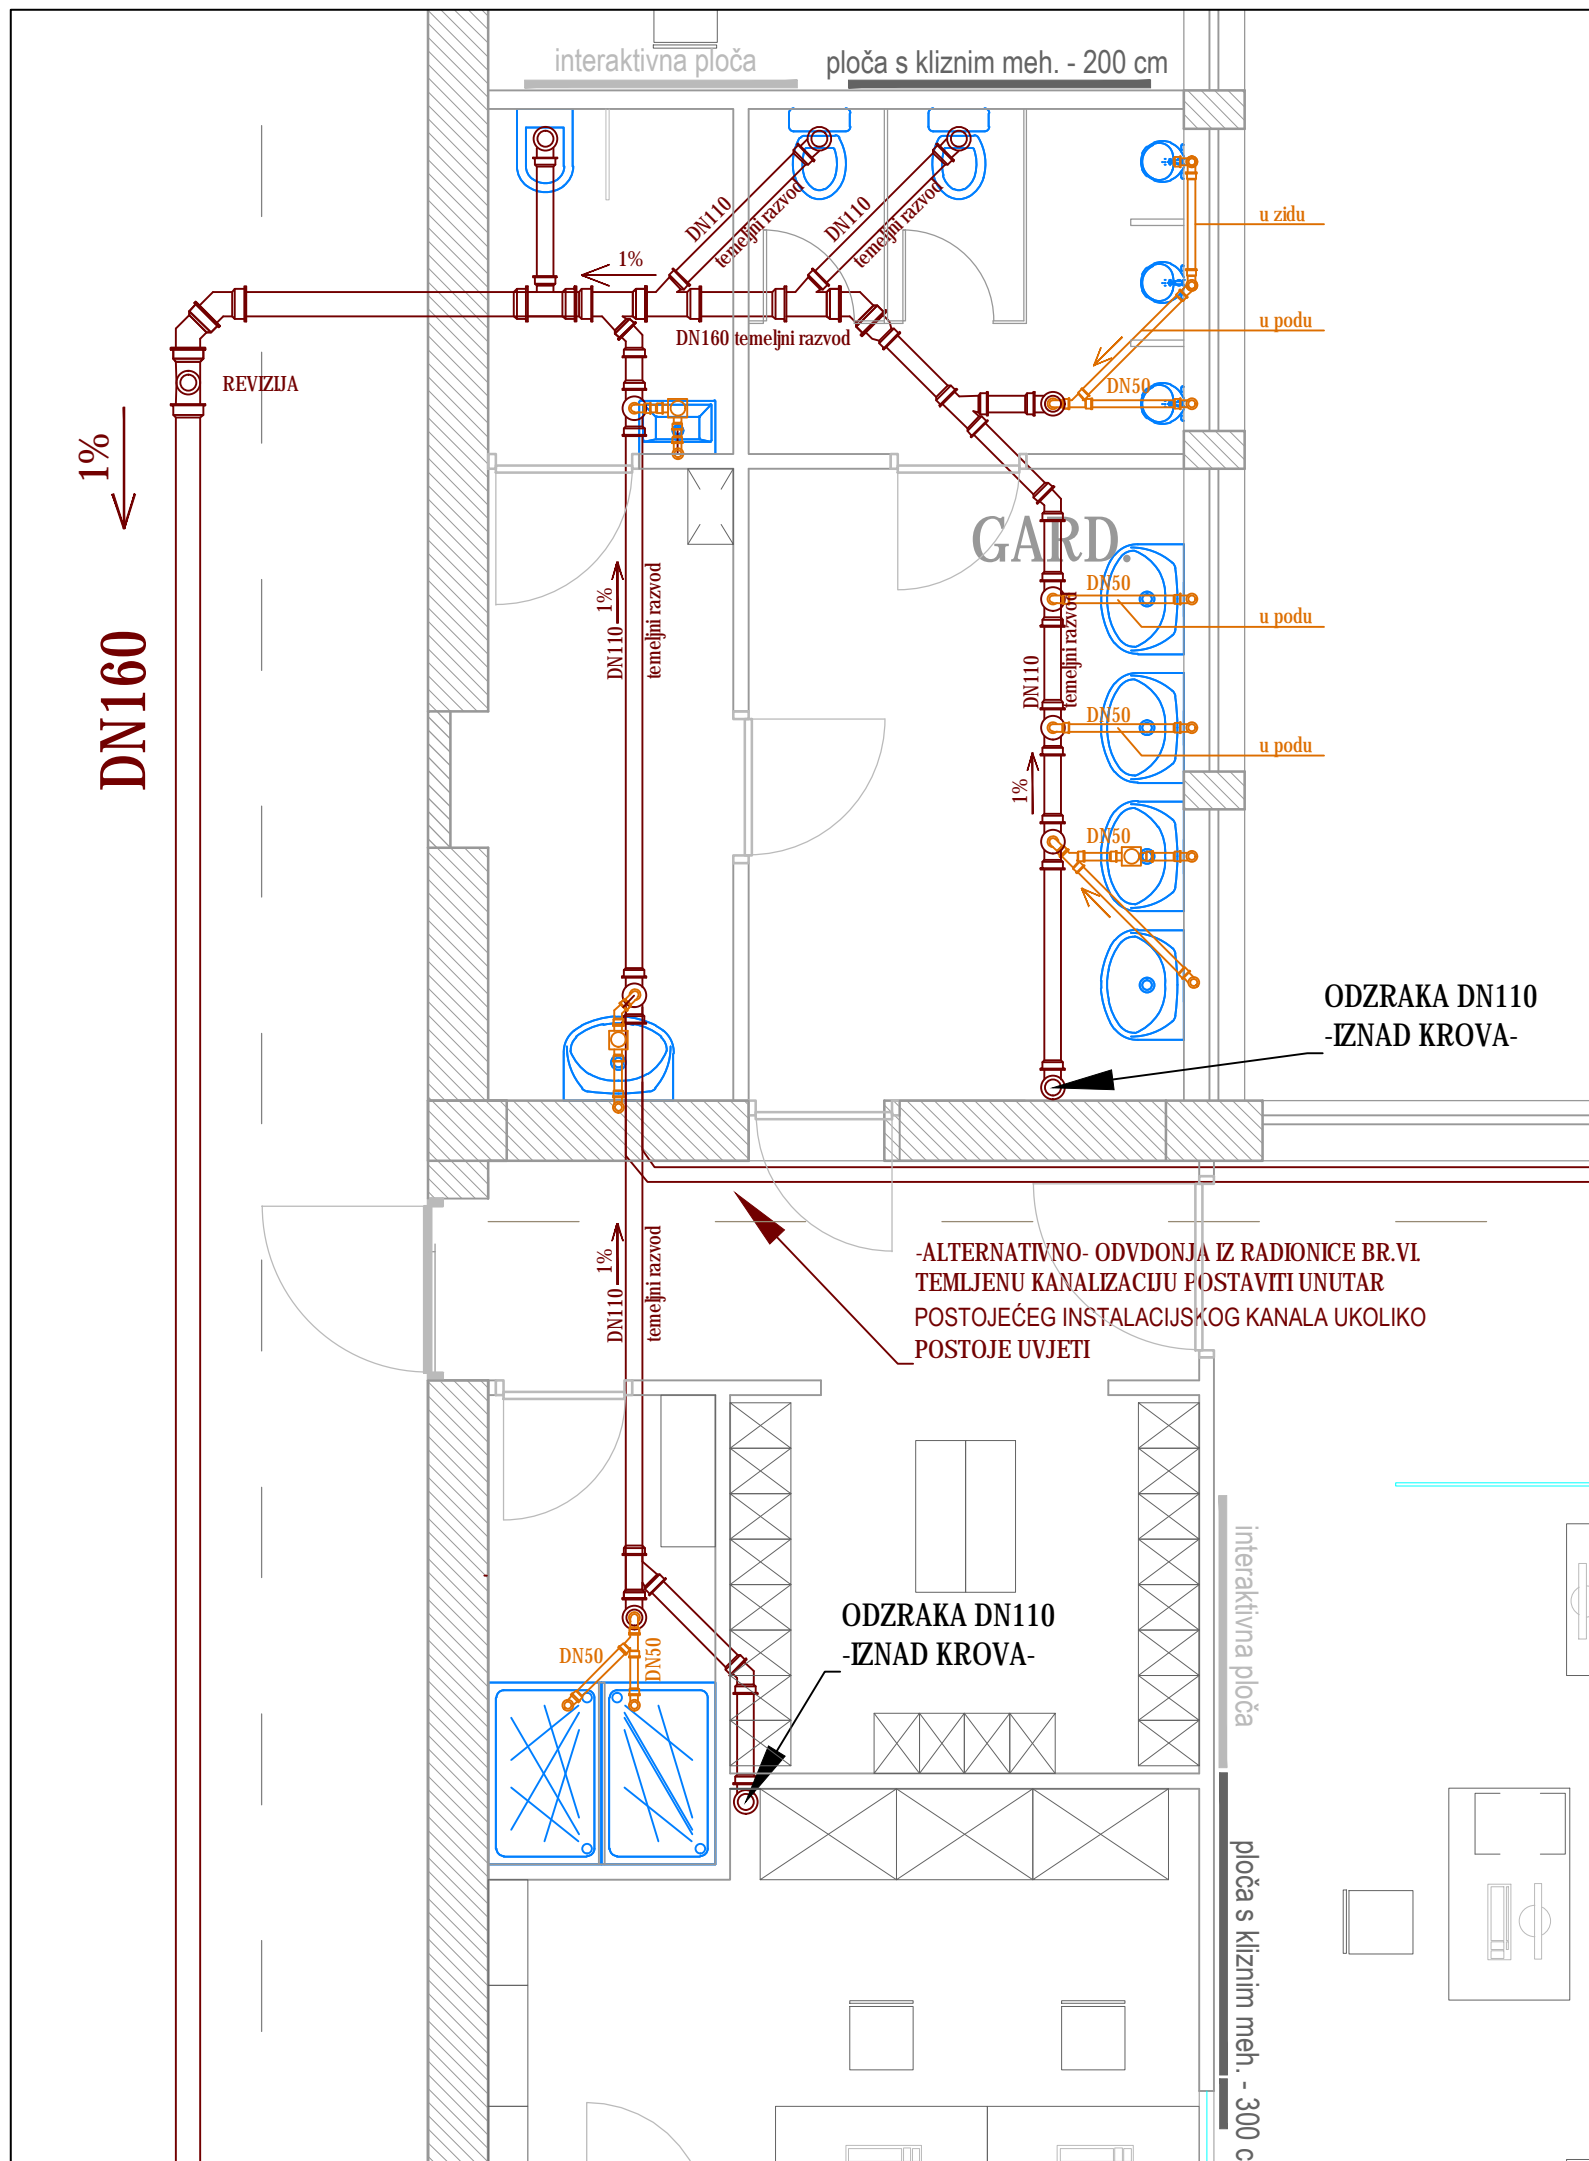 interaktivna ploča
ploča s kliznim meh. - 200 cm
DN110
temeljni razvod
DN110
temeljni razvod
u zidu
1%
DN160 temeljni razvod
u podu
REVIZIJA
DN50
1%
DN160
GARD.
DN50
u podu
1%
DN110
temeljni razvod
DN110
temeljni razvod
DN50
u podu
1%
DN50
ODZRAKA DN110
-IZNAD KROVA-
1%
DN110
temeljni razvod
-ALTERNATIVNO- ODVDONJA IZ RADIONICE BR.VI.
TEMLJENU KANALIZACIJU POSTAVITI UNUTAR
POSTOJEĆEG INSTALACIJSKOG KANALA UKOLIKO
POSTOJE UVJETI
interaktivna ploča
ODZRAKA DN110
-IZNAD KROVA-
DN50
DN50
ploča s kliznim meh. - 300 c